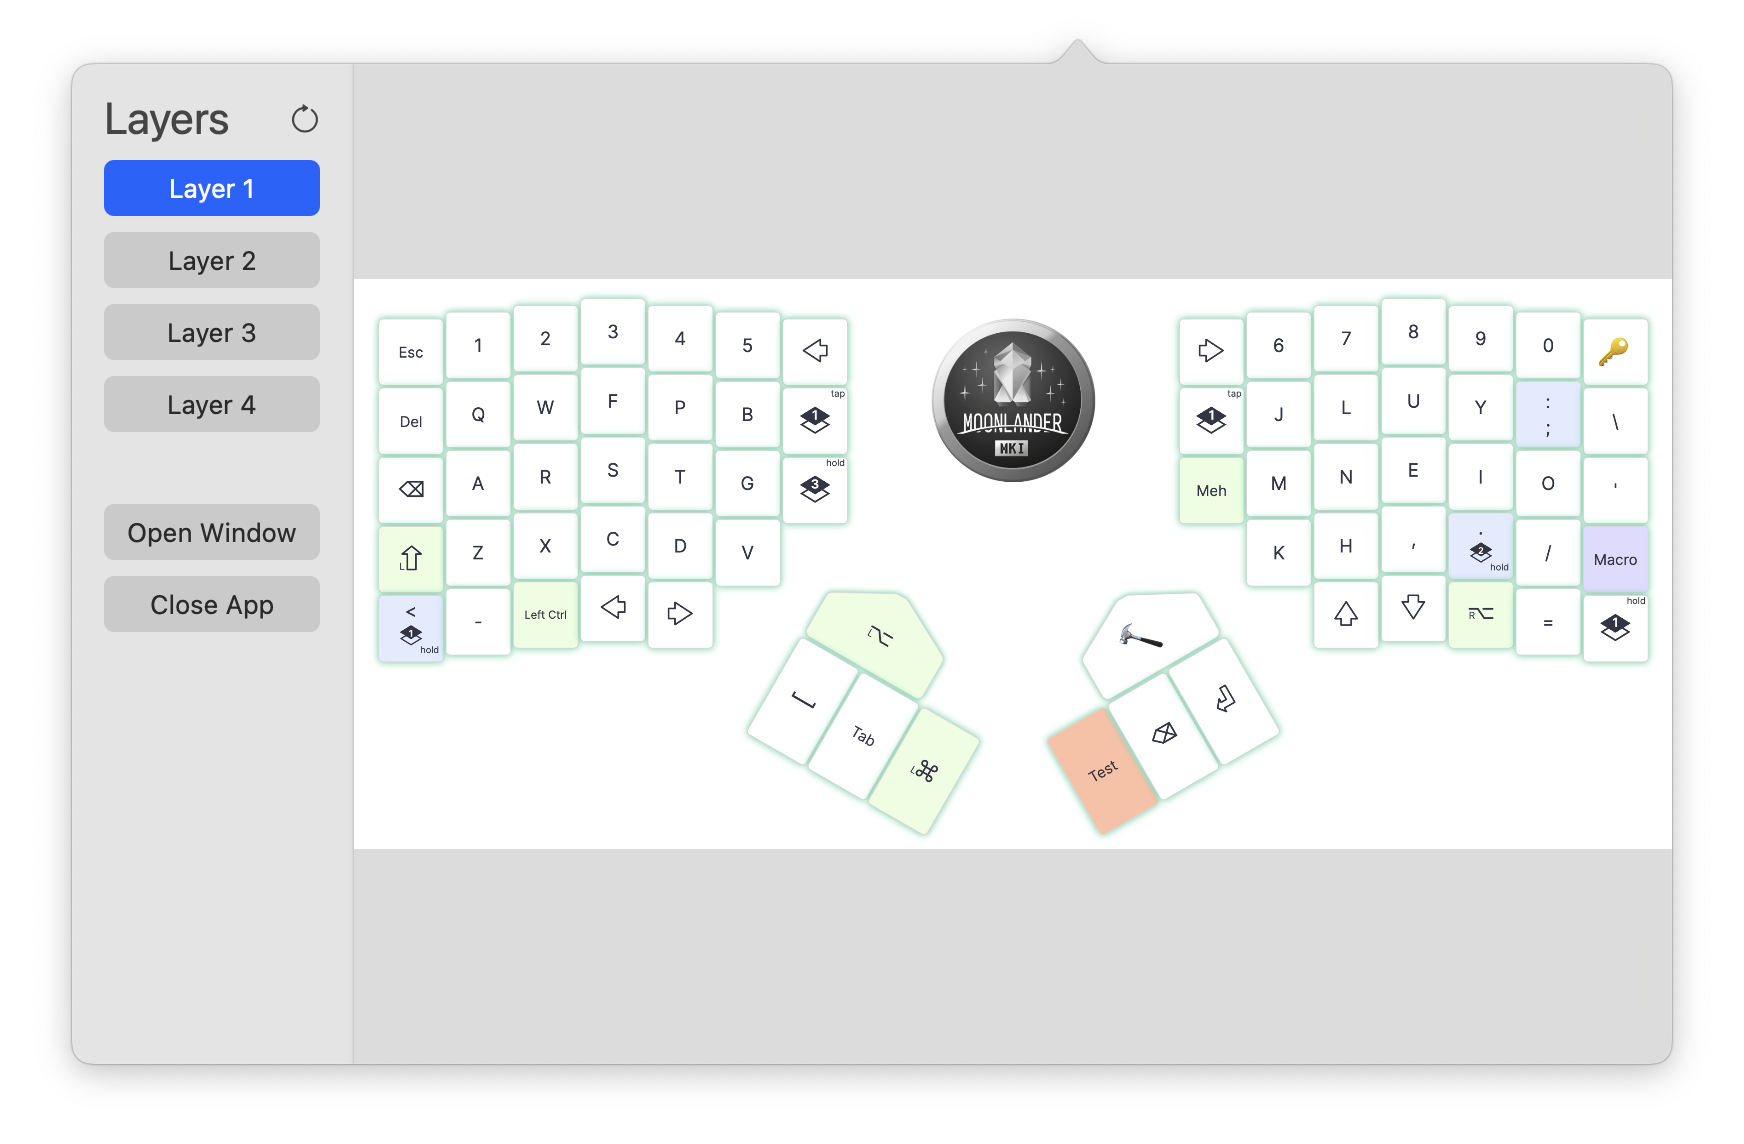 Layers
Layer 1
Layer 2
Layer 3
Layer 4
Open Window
Close App
Esc 1 2 3 4 5
Del Q W F P B 1 tap
A R S T G 3 hold
L Z X C D V
< 1 hold - Left Ctrl
[ Tab L
MOONLANDER
MKI
6 7 8 9 0
1 tap J L U Y : ; \
Meh M N E I O '
K H , . 2 hold / Macro
R = 1 hold
Test